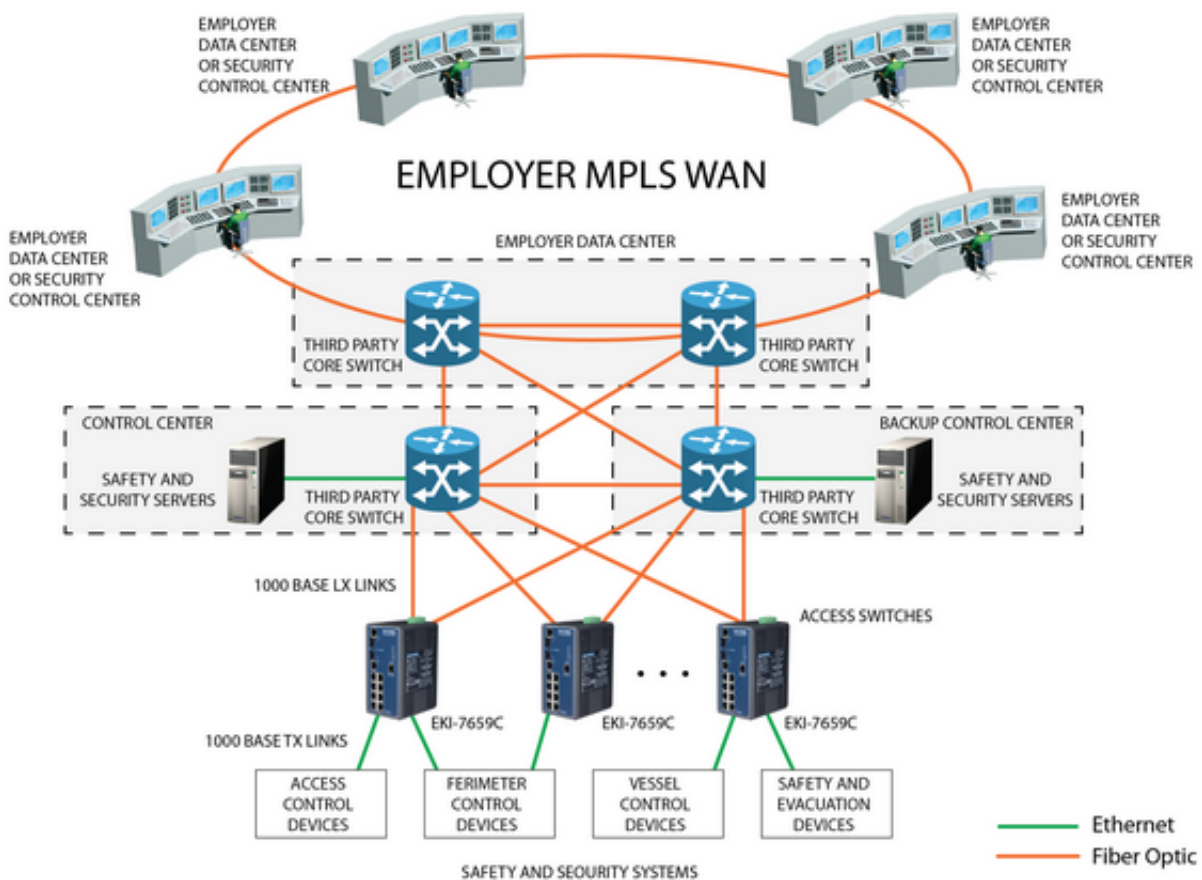 EMPLOYER
DATA CENTER
OR SECURITY
CONTROL CENTER
EMPLOYER
DATA CENTER
OR SECURITY
CONTROL CENTER
EMPLOYER MPLS WAN
EMPLOYER
DATA CENTER
OR SECURITY
CONTROL CENTER
EMPLOYER
DATA CENTER
OR SECURITY
CONTROL CENTER
EMPLOYER DATA CENTER
THIRD PARTY
CORE SWITCH
THIRD PARTY
CORE SWITCH
CONTROL CENTER
SAFETY AND
SECURITY SERVERS
THIRD PARTY
CORE SWITCH
BACKUP CONTROL CENTER
THIRD PARTY
CORE SWITCH
SAFETY AND
SECURITY SERVERS
1000 BASE LX LINKS
ACCESS SWITCHES
EKI-7659C
EKI-7659C
EKI-7659C
1000 BASE TX LINKS
ACCESS
CONTROL
DEVICES
FERIMETER
CONTROL
DEVICES
VESSEL
CONTROL
DEVICES
SAFETY AND
EVACUATION DEVICES
Ethernet
Fiber Optic
SAFETY AND SEOURITY SYSTEMS